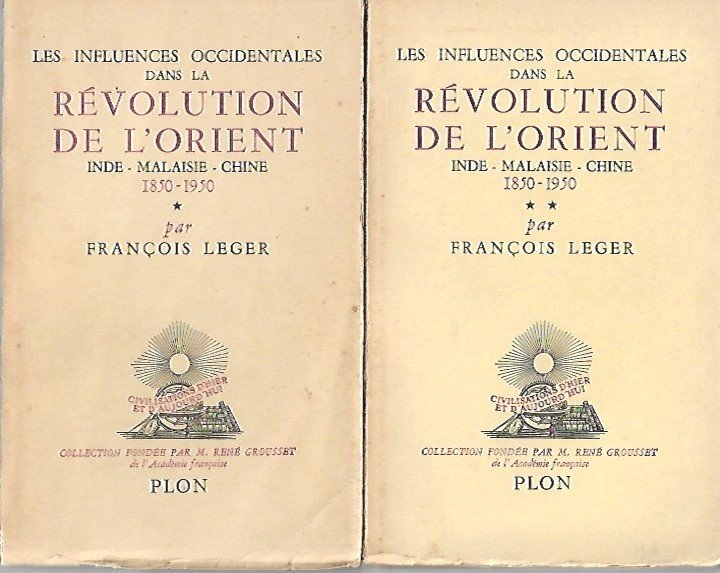 LES INFLUENCES OCCIDENTALES
DANS LA
RÉVOLUTION
DE L'ORIENT
INDE - MALAISIE - CHINE
1850-1950
★
par
FRANÇOIS LEGER
CIVILISATIONS D'HIER
ET D'AUJOURD'HUI
COLLECTION FONDÉE PAR M. RENÉ GROUSSET
de l'Académie française
PLON
LES INFLUENCES OCCIDENTALES
DANS LA
RÉVOLUTION
DE L'ORIENT
INDE - MALAISIE - CHINE
1850-1950
★ ★
par
FRANÇOIS LEGER
CIVILISATIONS D'HIER
ET D'AUJOURD'HUI
COLLECTION FONDÉE PAR M. RENÉ GROUSSET
de l'Académie française
PLON